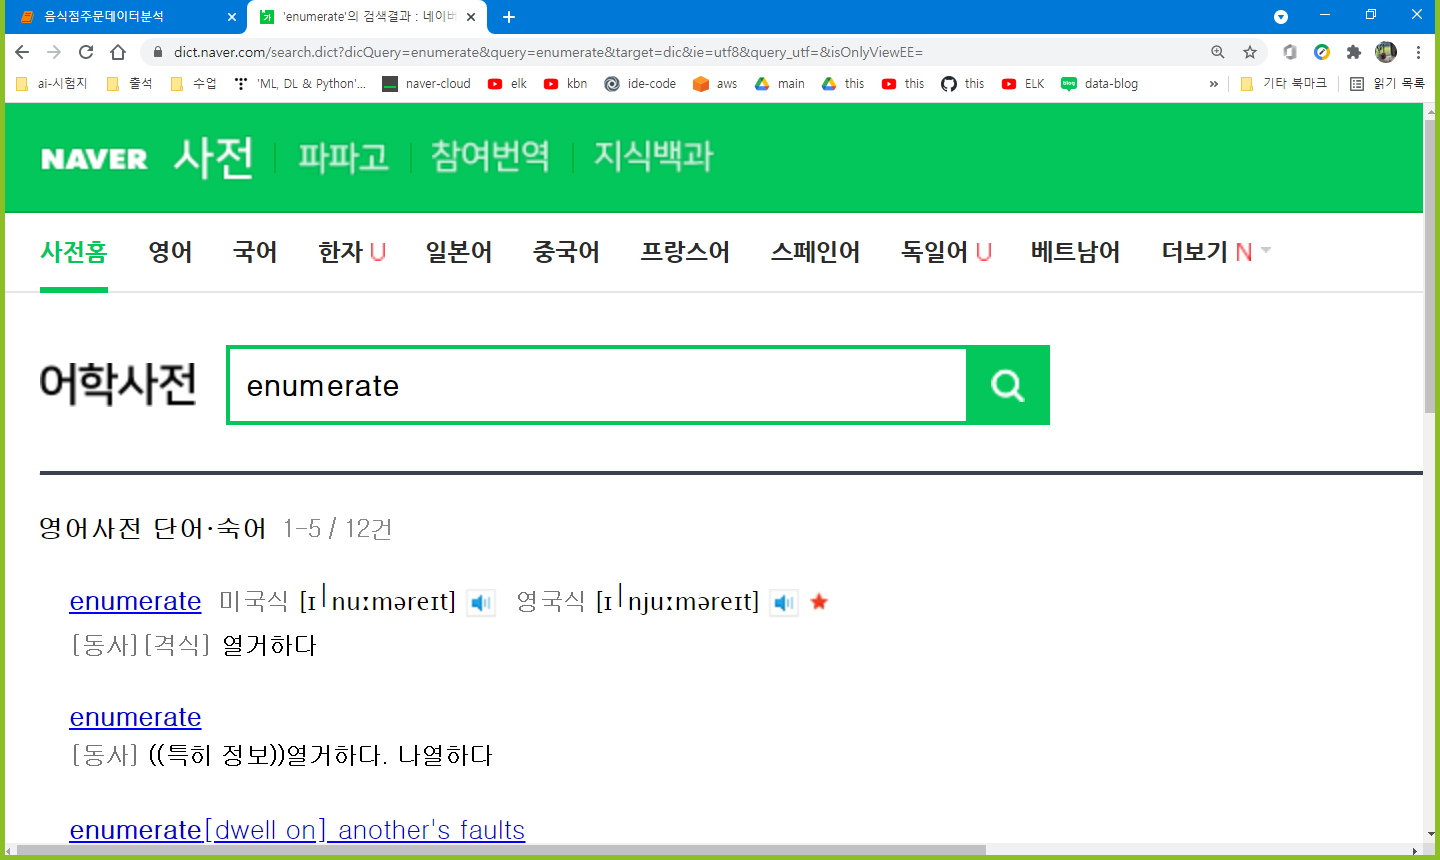 음식점주문데이터분석
'enumerate'의 검색결과 : 네이버
dict.naver.com/search.dict?dicQuery=enumerate&query=enumerate&target=dic&ie=utf8&query_utf=&isOnlyViewEE=
ai-시험지 출석 수업 'ML, DL & Python'... naver-cloud elk kbn ide-code aws main this this this ELK data-blog » 기타 북마크 읽기 목록
NAVER 사전 파파고 참여번역 지식백과
사전홈 영어 국어 한자 U 일본어 중국어 프랑스어 스페인어 독일어 U 베트남어 더보기 N
어학사전 enumerate
영어사전 단어·숙어 1-5 / 12건
enumerate 미국식 [ɪ|nuːməreɪt] 영국식 [ɪ|njuːməreɪt]
[동사][격식] 열거하다
enumerate
[동사] ((특히 정보))열거하다. 나열하다
enumerate[dwell on] another's faults